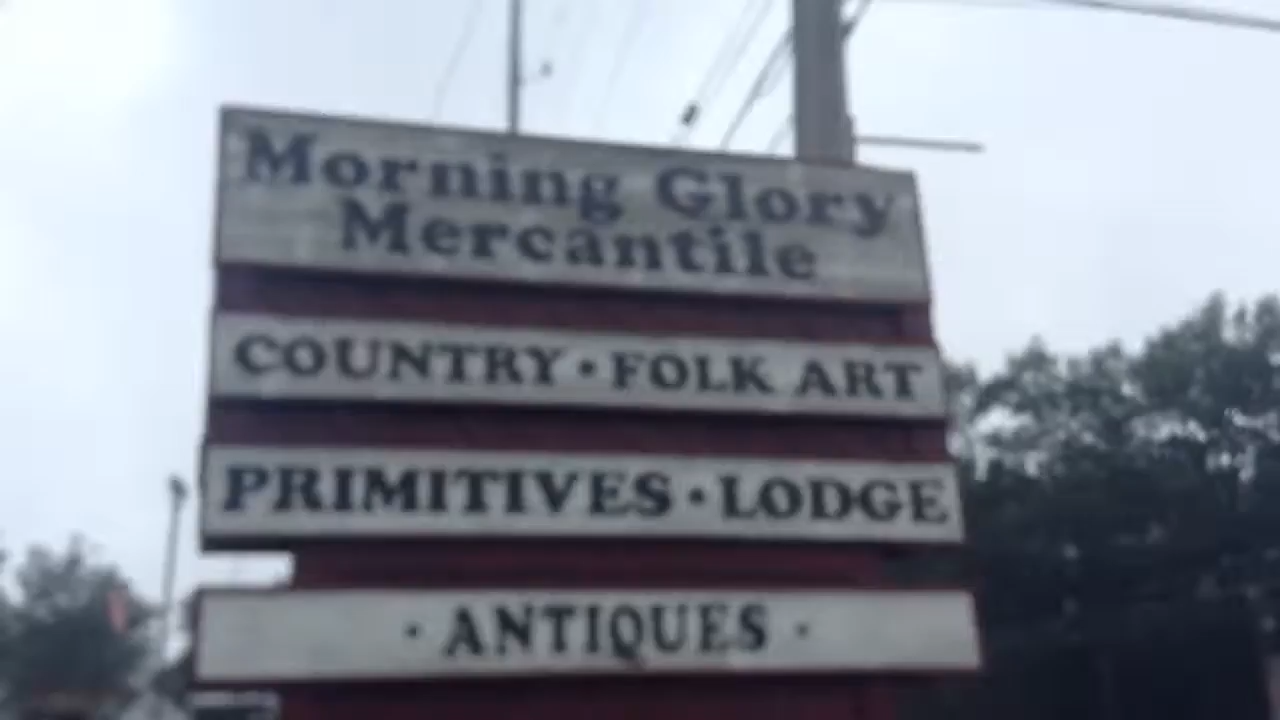 Morning Glory
Mercantile
COUNTRY • FOLK ART
PRIMITIVES • LODGE
• ANTIQUES •